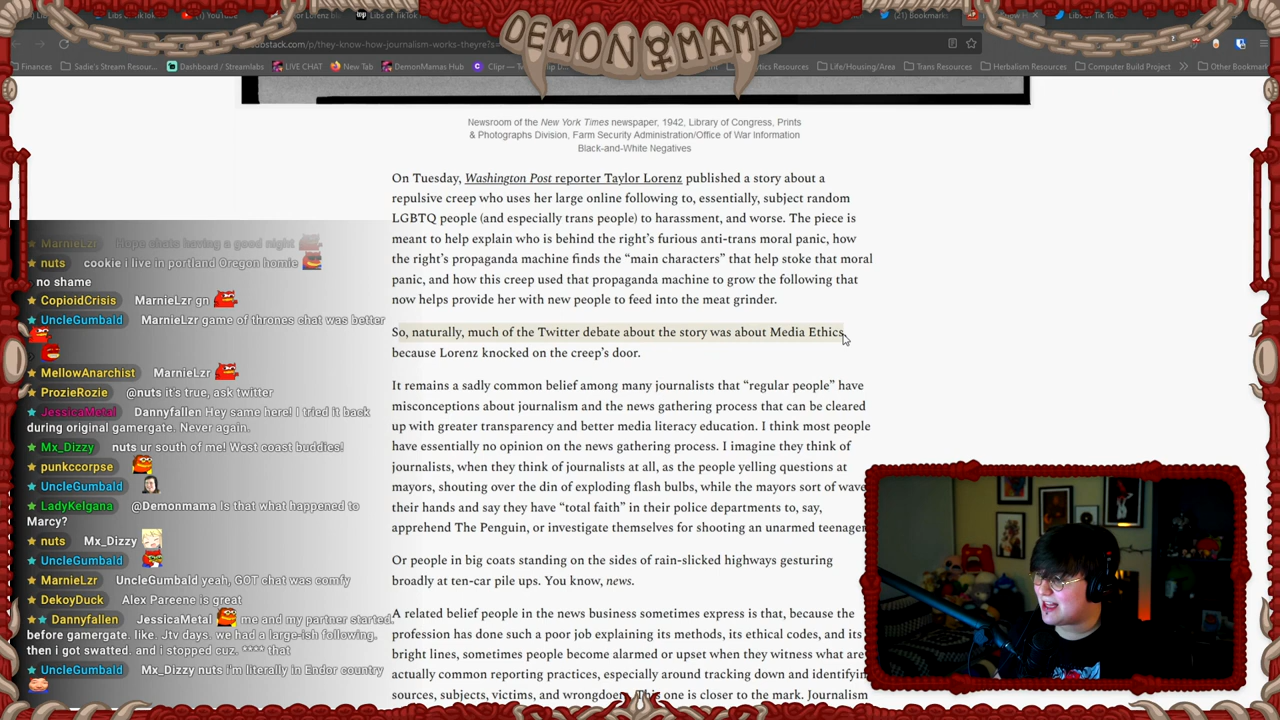 TikTok
(1) YouTube
Lorenz
Libs of TikTok
DEMON MAMA
(21) Bookmarks
Libs of Tik Tok
bstack.com/p/they-know-how-journalism-works-theyre?s=
Finances
Sadie's Stream Resour...
Dashboard / Streamlabs
LIVE CHAT
New Tab
DemonMamas Hub
Clipr —
Resources
Life/Housing/Area
Trans Resources
Herbalism Resources
Computer Build Project
Other Bookmar
Newsroom of the New York Times newspaper, 1942, Library of Congress, Prints
& Photographs Division, Farm Security Administration/Office of War Information
Black-and-White Negatives
On Tuesday, Washington Post reporter Taylor Lorenz published a story about a
repulsive creep who uses her large online following to, essentially, subject random
LGBTQ people (and especially trans people) to harassment, and worse. The piece is
meant to help explain who is behind the right's furious anti-trans moral panic, how
the right's propaganda machine finds the "main characters" that help stoke that moral
panic, and how this creep used that propaganda machine to grow the following that
now helps provide her with new people to feed into the meat grinder.
So, naturally, much of the Twitter debate about the story was about Media Ethics,
because Lorenz knocked on the creep's door.
It remains a sadly common belief among many journalists that "regular people" have
misconceptions about journalism and the news gathering process that can be cleared
up with greater transparency and better media literacy education. I think most people
have essentially no opinion on the news gathering process. I imagine they think of
journalists, when they think of journalists at all, as the people yelling questions at
mayors, shouting over the din of exploding flash bulbs, while the mayors sort of wave
their hands and say they have "total faith" in their police departments to, say,
apprehend The Penguin, or investigate themselves for shooting an unarmed teenager
Or people in big coats standing on the sides of rain-slicked highways gesturing
broadly at ten-car pile ups. You know, news.
A related belief people in the news business sometimes express is that, because the
profession has done such a poor job explaining its methods, its ethical codes, and its
bright lines, sometimes people become alarmed or upset when they witness what are
actually common reporting practices, especially around tracking down and identifyin
sources, subjects, victims, and wrongdoe This one is closer to the mark. Journalism
MarnieLzr Hope chats having a good night
nuts cookie i live in portland Oregon homie
no shame
CopioidCrisis MarnieLzr gn
UncleGumbald MarnieLzr game of thrones chat was better
MellowAnarchist MarnieLzr
ProzieRozie @nuts it's true, ask twitter
JessicaMetal Dannyfallen Hey same here! I tried it back
during original gamergate. Never again.
Mx_Dizzy nuts ur south of me! West coast buddies!
punkccorpse
UncleGumbald
LadyKelgana @Demonmama Is that what happened to
Marcy?
nuts Mx_Dizzy
UncleGumbald
MarnieLzr UncleGumbald yeah, GOT chat was comfy
DekoyDuck Alex Pareene is great
Dannyfallen JessicaMetal me and my partner started.
before gamergate. like. Jtv days. we had a large-ish following.
then i got swatted. and i stopped cuz. **** that
UncleGumbald Mx_Dizzy nuts i'm literally in Endor country